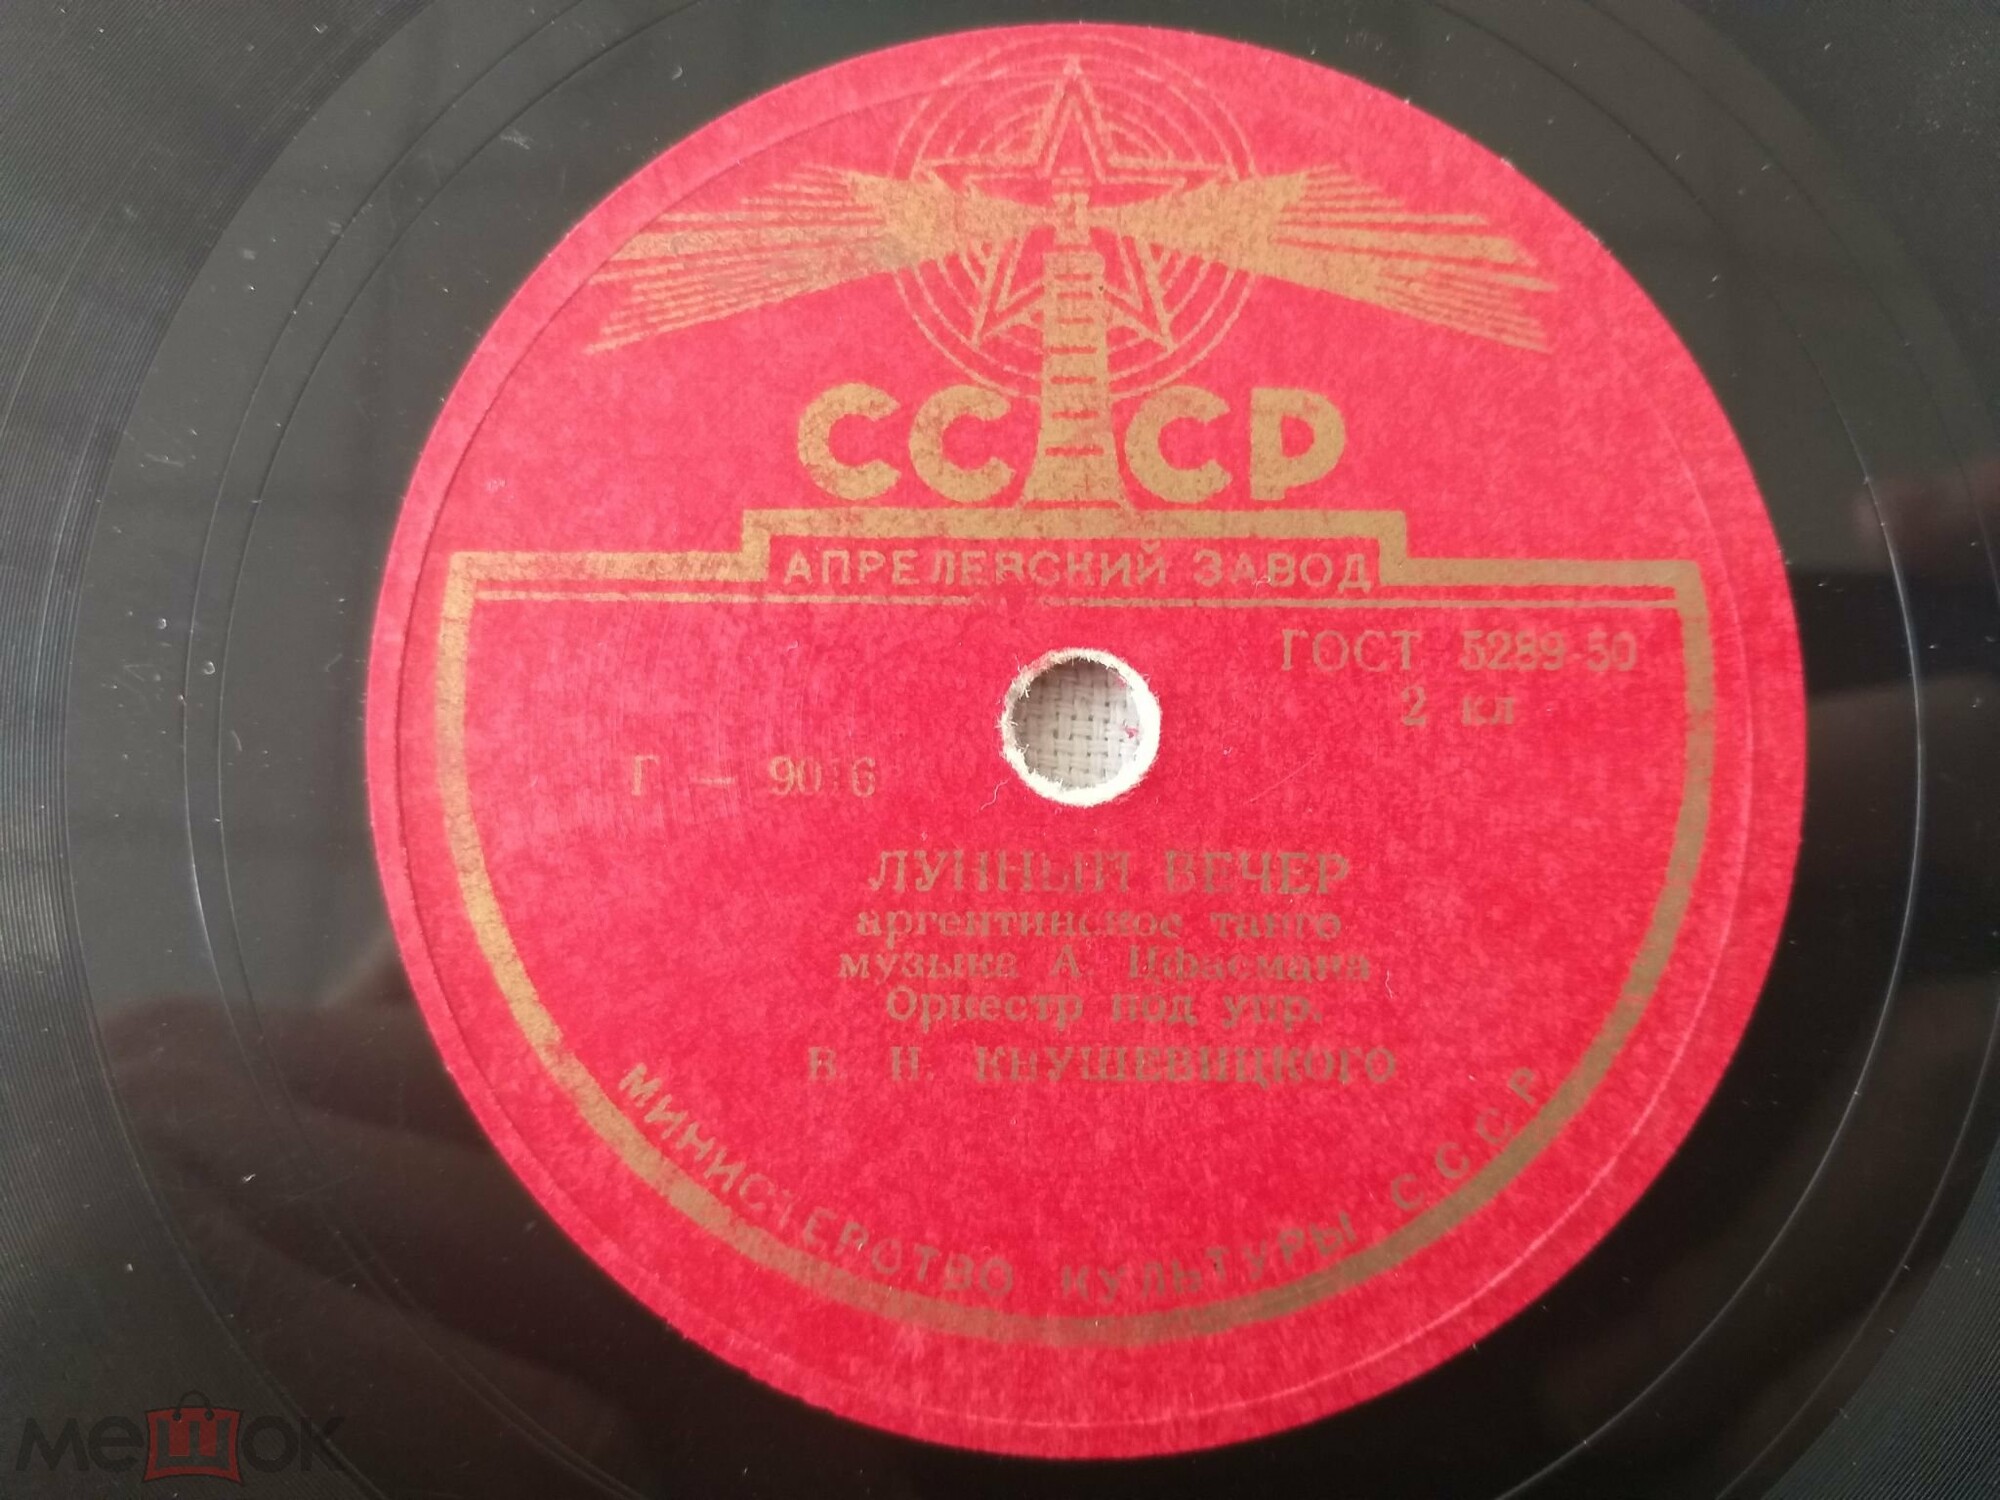 СССР
АПРЕЛЕВСКИЙ ЗАВОД
ГОСТ 5289-50
2 кл
Г — 9016
ЛУННЫЙ ВЕЧЕР
аргентинское танго
музыка А. Цфасмана
Оркестр под упр.
В. Н. КНУШЕВИЦКОГО
МИНИСТЕРСТВО КУЛЬТУРЫ СССР
мешок